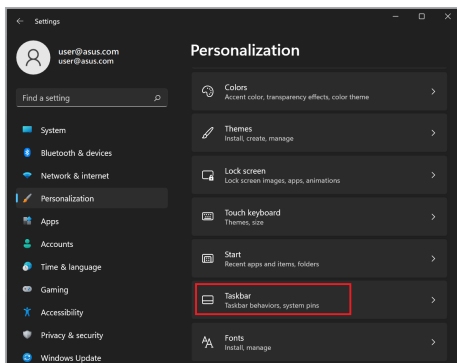 Settings
user@asus.com
user@asus.com
Find a setting
System
Bluetooth & devices
Network & internet
Personalization
Apps
Accounts
Time & language
Gaming
Accessibility
Privacy & security
Windows Update
Personalization
Colors
Accent color, transparency effects, color theme
Themes
Install, create, manage
Lock screen
Lock screen images, apps, animations
Touch keyboard
Themes, size
Start
Recent apps and items, folders
Taskbar
Taskbar behaviors, system pins
Fonts
Install, manage